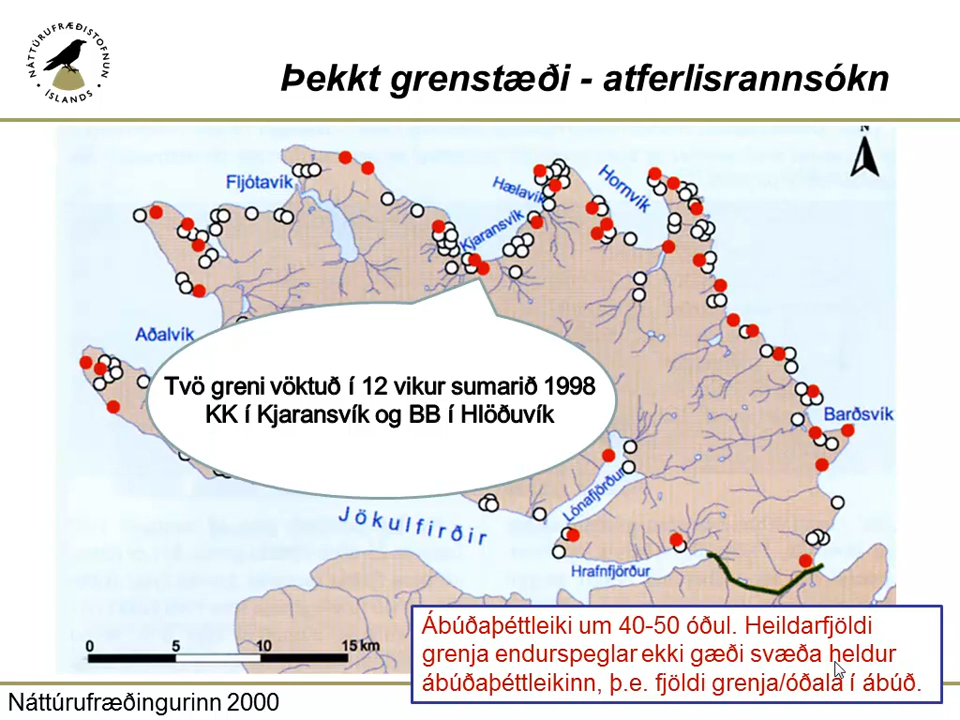 NÁTTÚRUFRÆÐISTOFNUN
• ÍSLANDS •
Þekkt grenstæði - atferlisrannsókn
N
Fljótavík
Hælavík
Hornvík
Kjaransvík
Aðalvík
Tvö greni vöktuð í 12 vikur sumarið 1998
KK í Kjaransvík og BB í Hlöðuvík
Barðsvík
Lónafjörður
Jökulfirðir
Hrafnfjörður
0 5 10 15 km
Ábúðaþéttleiki um 40-50 óðul. Heildarfjöldi
grenja endurspeglar ekki gæði svæða heldur
ábúðaþéttleikinn, þ.e. fjöldi grenja/óðala í ábúð.
Náttúrufræðingurinn 2000